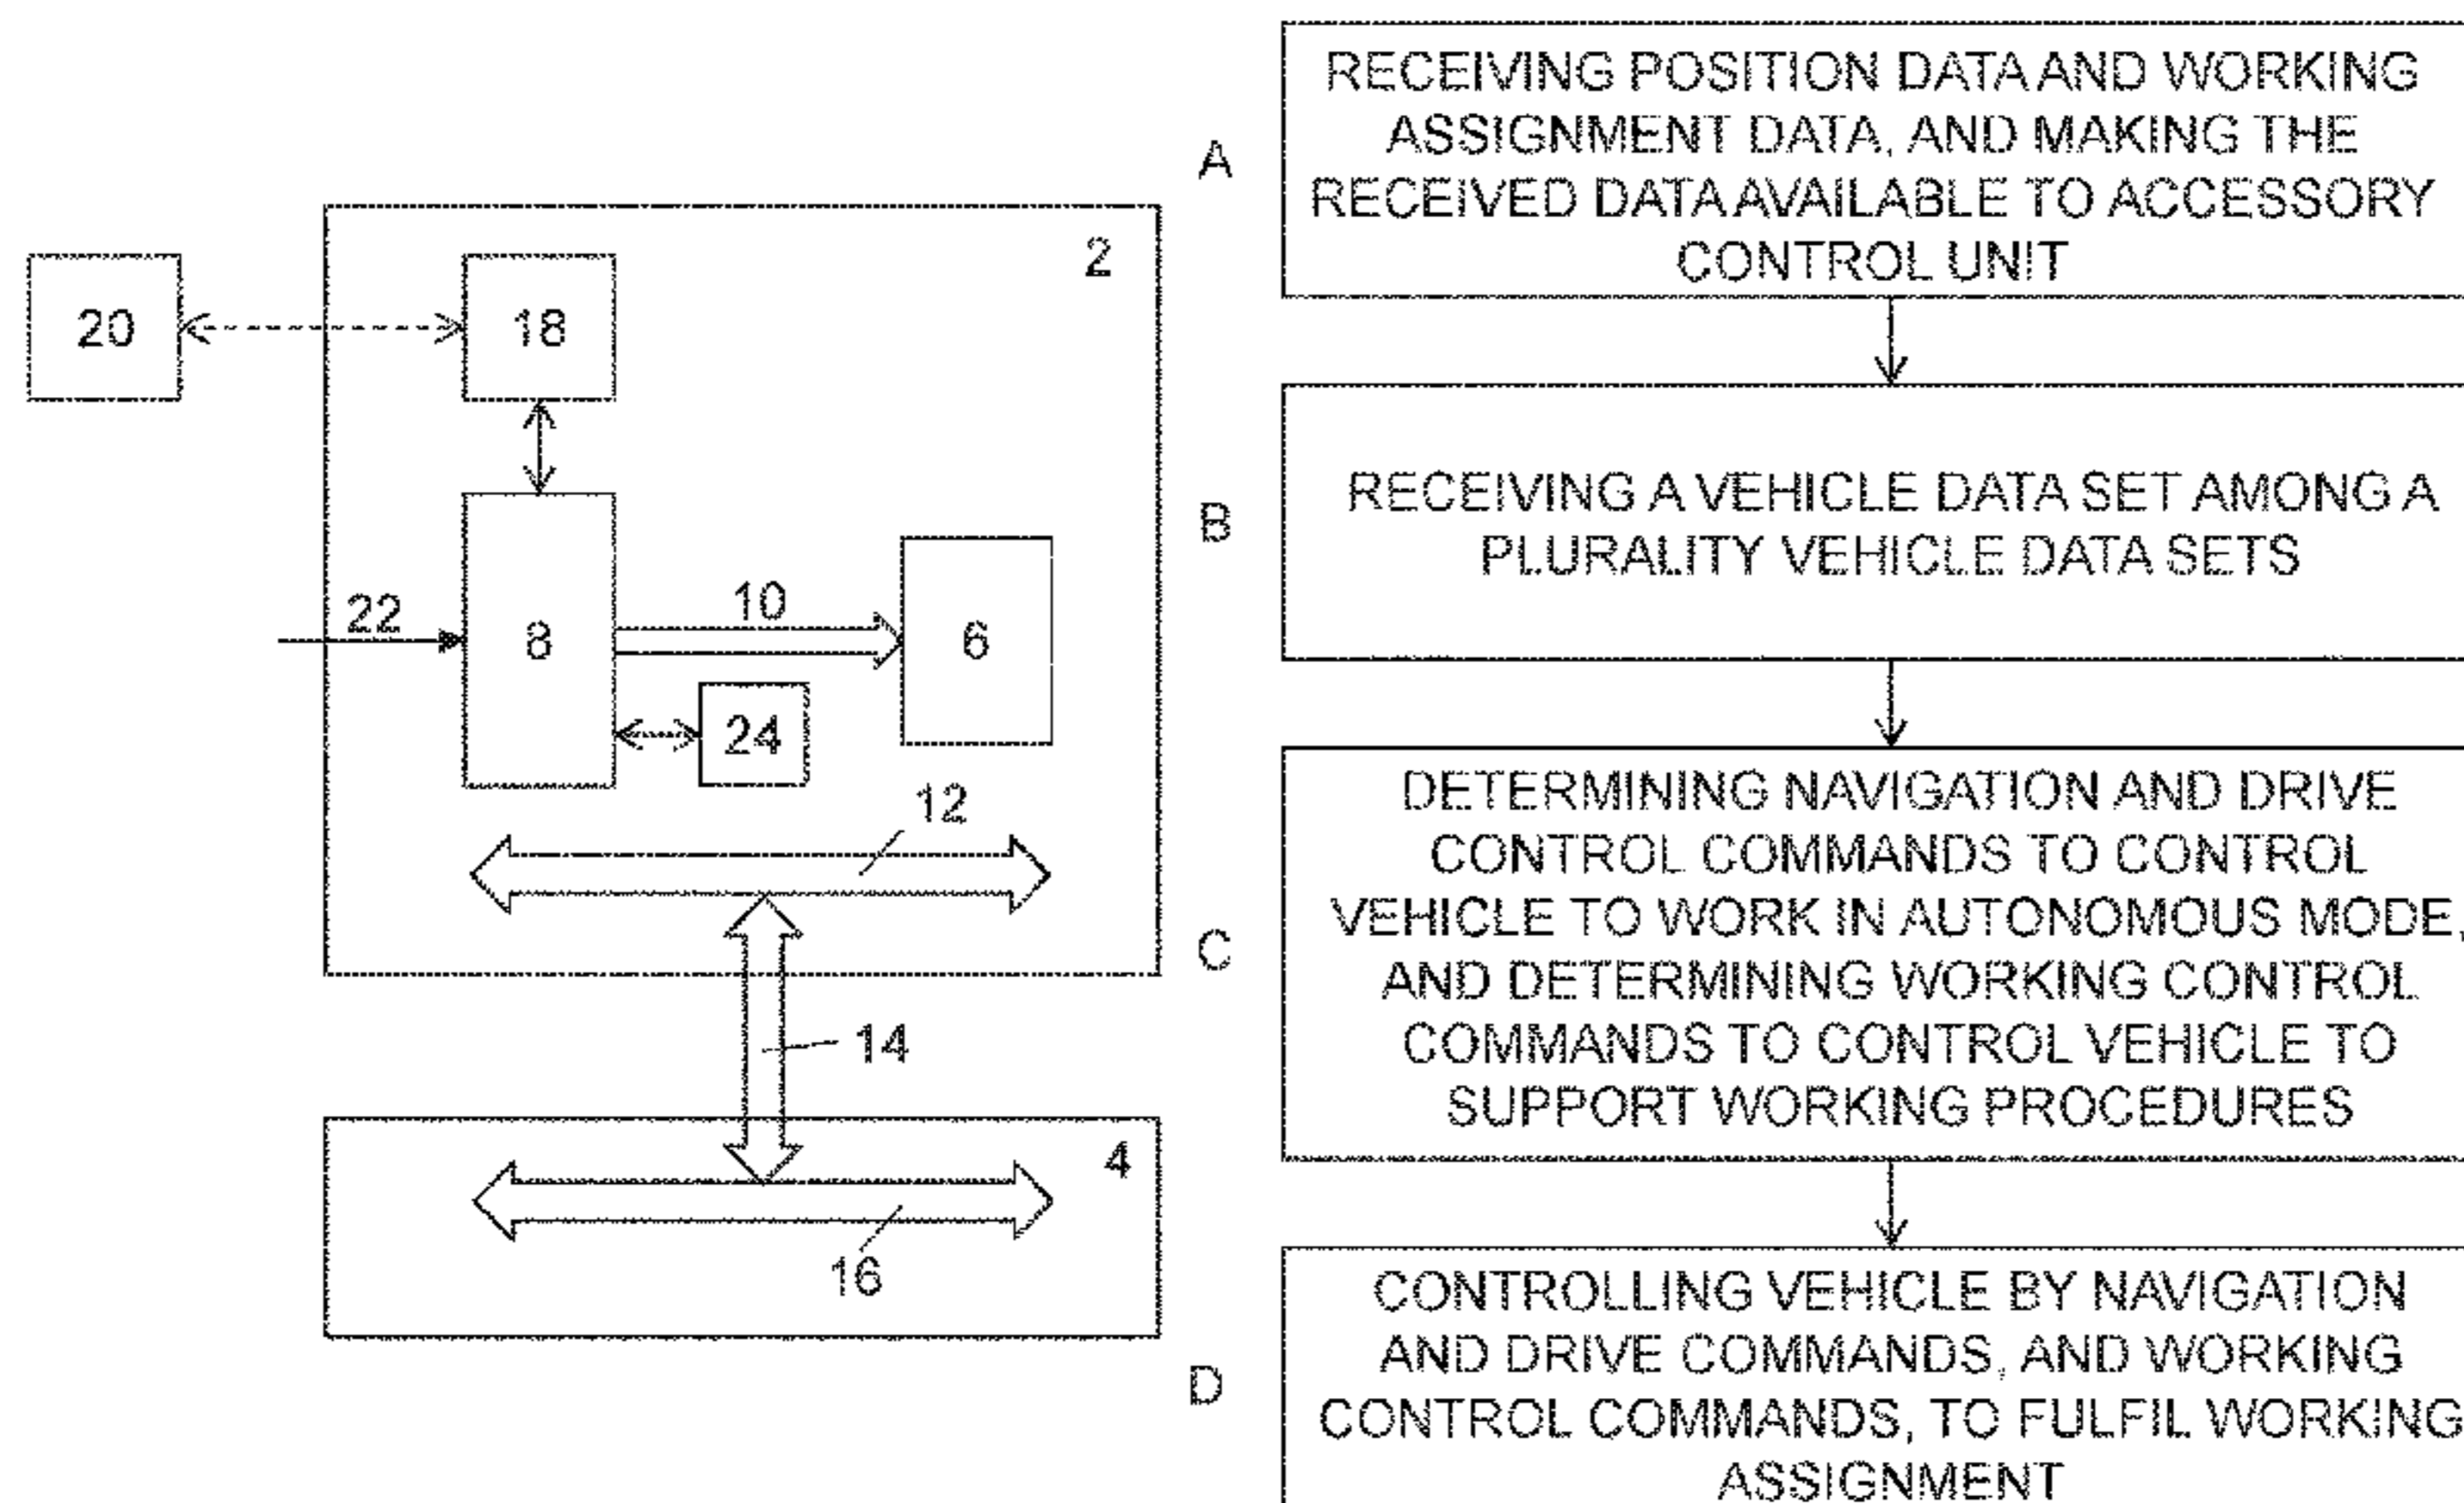 2
20
18
22
8
10
6
24
12
14
4
16
A
RECEIVING POSITION DATA AND WORKING
ASSIGNMENT DATA, AND MAKING THE
RECEIVED DATA AVAILABLE TO ACCESSORY
CONTROL UNIT
B
RECEIVING A VEHICLE DATA SET AMONG A
PLURALITY VEHICLE DATA SETS
C
DETERMINING NAVIGATION AND DRIVE
CONTROL COMMANDS TO CONTROL
VEHICLE TO WORK IN AUTONOMOUS MODE,
AND DETERMINING WORKING CONTROL
COMMANDS TO CONTROL VEHICLE TO
SUPPORT WORKING PROCEDURES
D
CONTROLLING VEHICLE BY NAVIGATION
AND DRIVE COMMANDS, AND WORKING
CONTROL COMMANDS, TO FULFIL WORKING
ASSIGNMENT